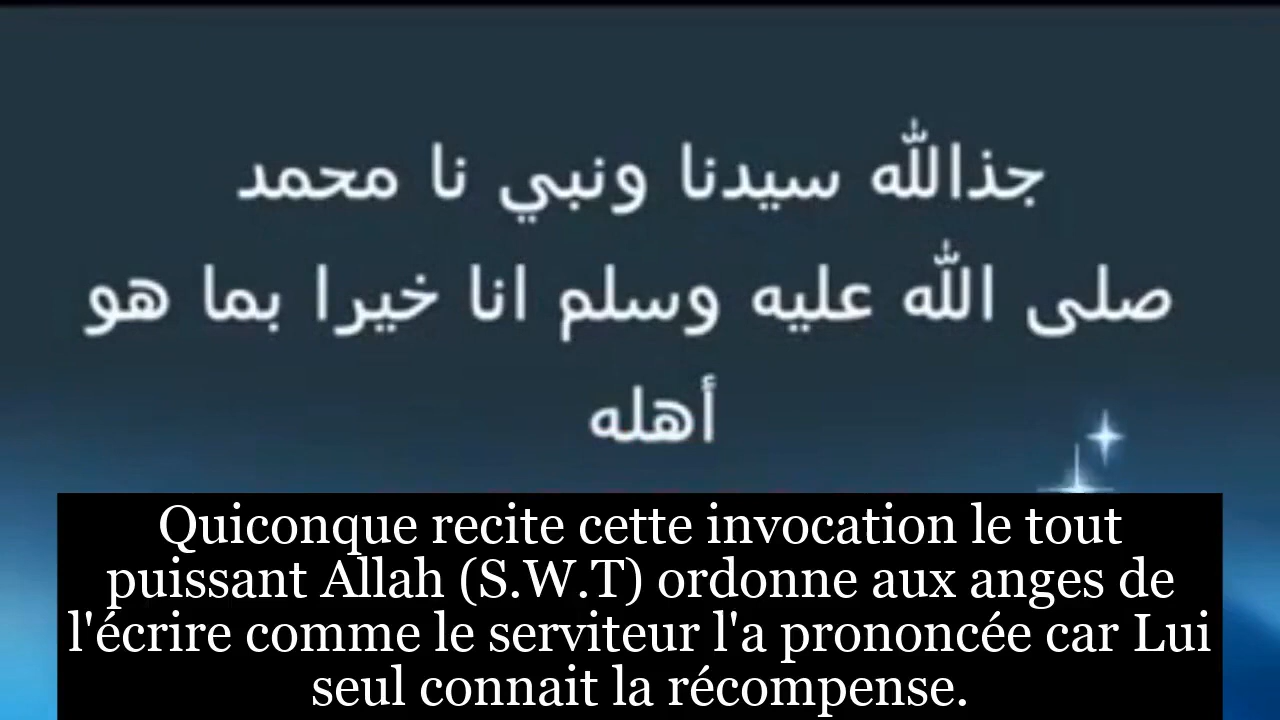 جذالله سيدنا ونبي نا محمد
صلى الله عليه وسلم انا خيرا بما هو
أهله
Quiconque recite cette invocation le tout
puissant Allah (S.W.T) ordonne aux anges de
l'écrire comme le serviteur l'a prononcée car Lui
seul connait la récompense.